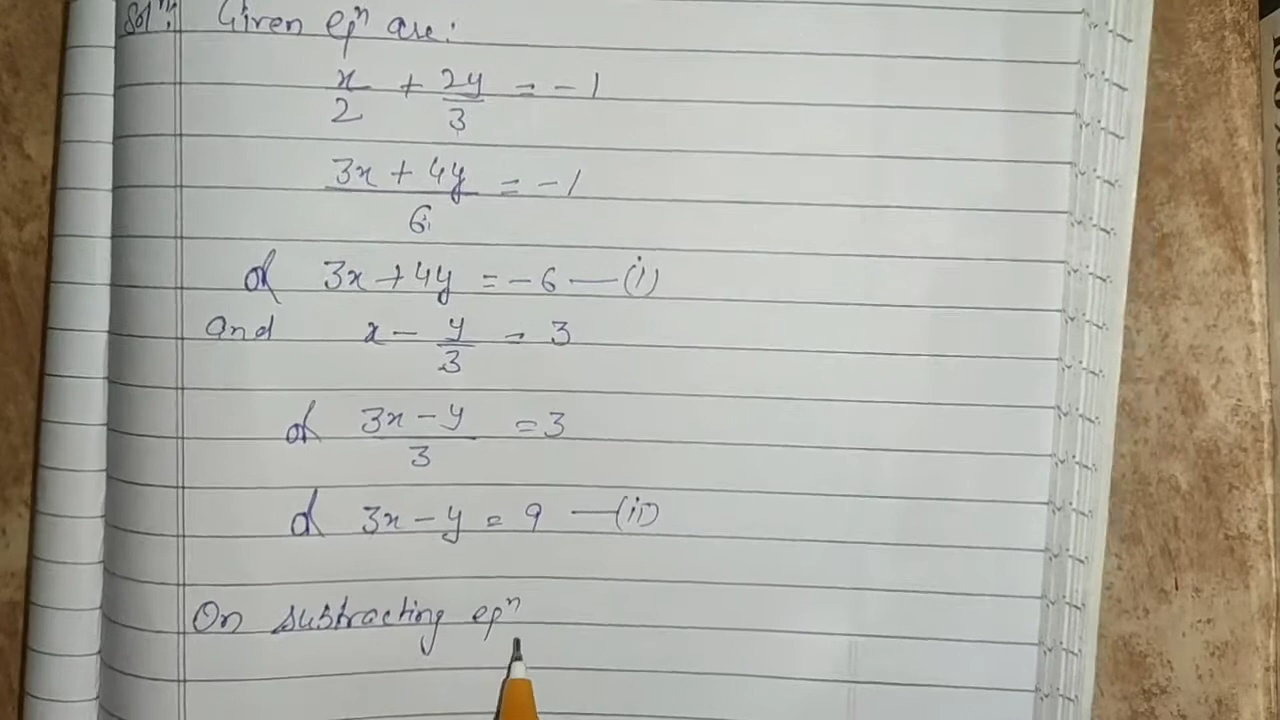 Solⁿ: Given eqⁿ are:
x/2 + 2y/3 = -1
3x + 4y/6 = -1
or 3x + 4y = -6 —(i)
and x - y/3 = 3
or 3x - y/3 = 3
or 3x - y = 9 —(ii)
On subtracting eqⁿ